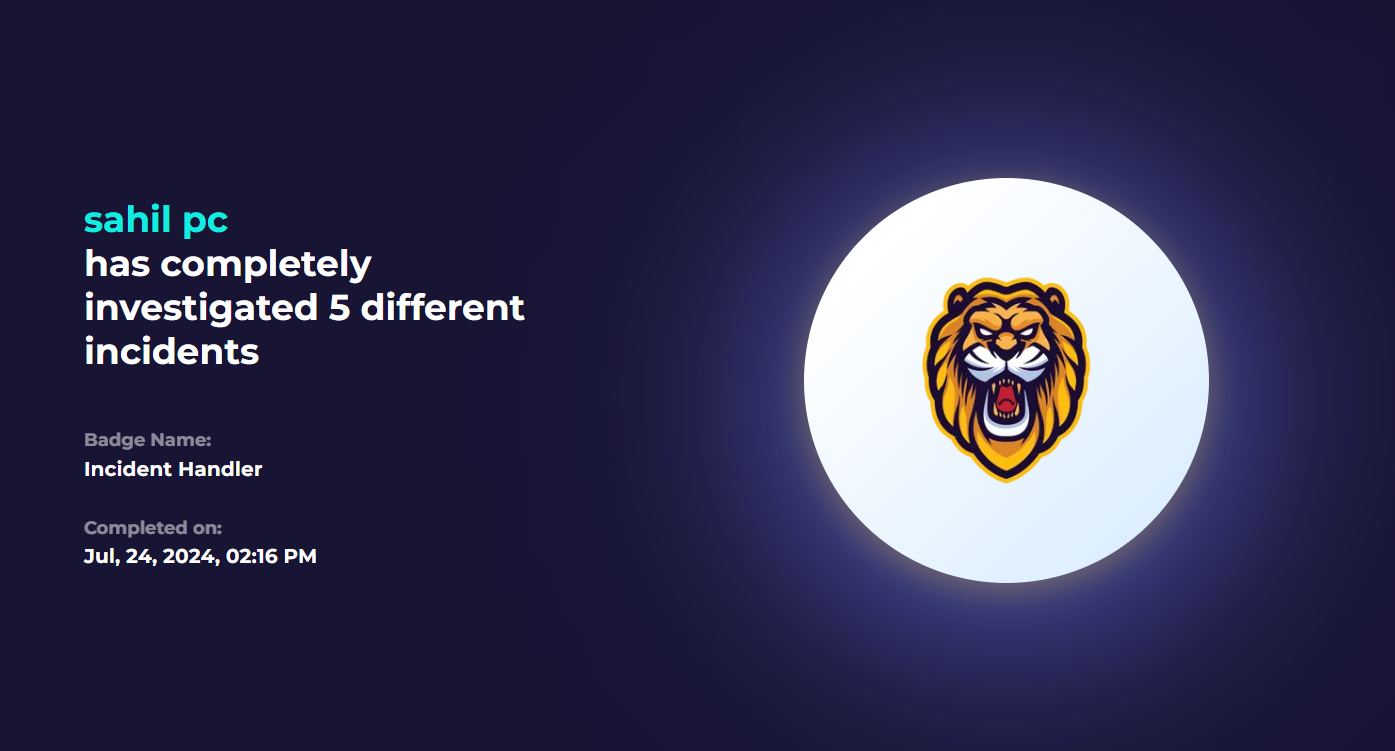 sahil pc
has completely
investigated 5 different
incidents
Badge Name:
Incident Handler
Completed on:
Jul, 24, 2024, 02:16 PM